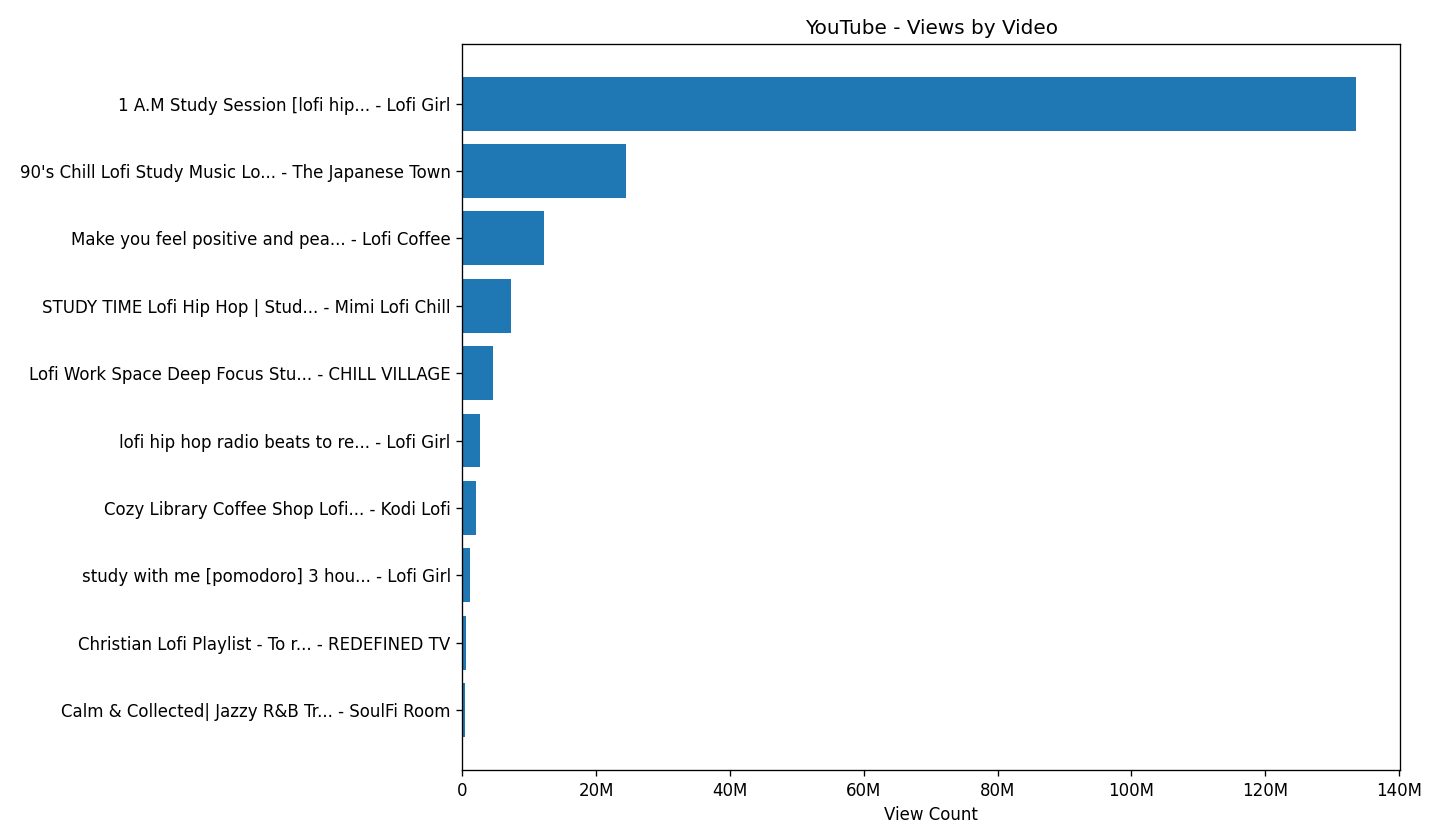 YouTube - Views by Video
1 A.M Study Session [lofi hip... - Lofi Girl
90's Chill Lofi Study Music Lo... - The Japanese Town
Make you feel positive and pea... - Lofi Coffee
STUDY TIME Lofi Hip Hop | Stud... - Mimi Lofi Chill
Lofi Work Space Deep Focus Stu... - CHILL VILLAGE
lofi hip hop radio beats to re... - Lofi Girl
Cozy Library Coffee Shop Lofi... - Kodi Lofi
study with me [pomodoro] 3 hou... - Lofi Girl
Christian Lofi Playlist - To r... - REDEFINED TV
Calm & Collected| Jazzy R&B Tr... - SoulFi Room
0 20M 40M 60M 80M 100M 120M 140M
View Count